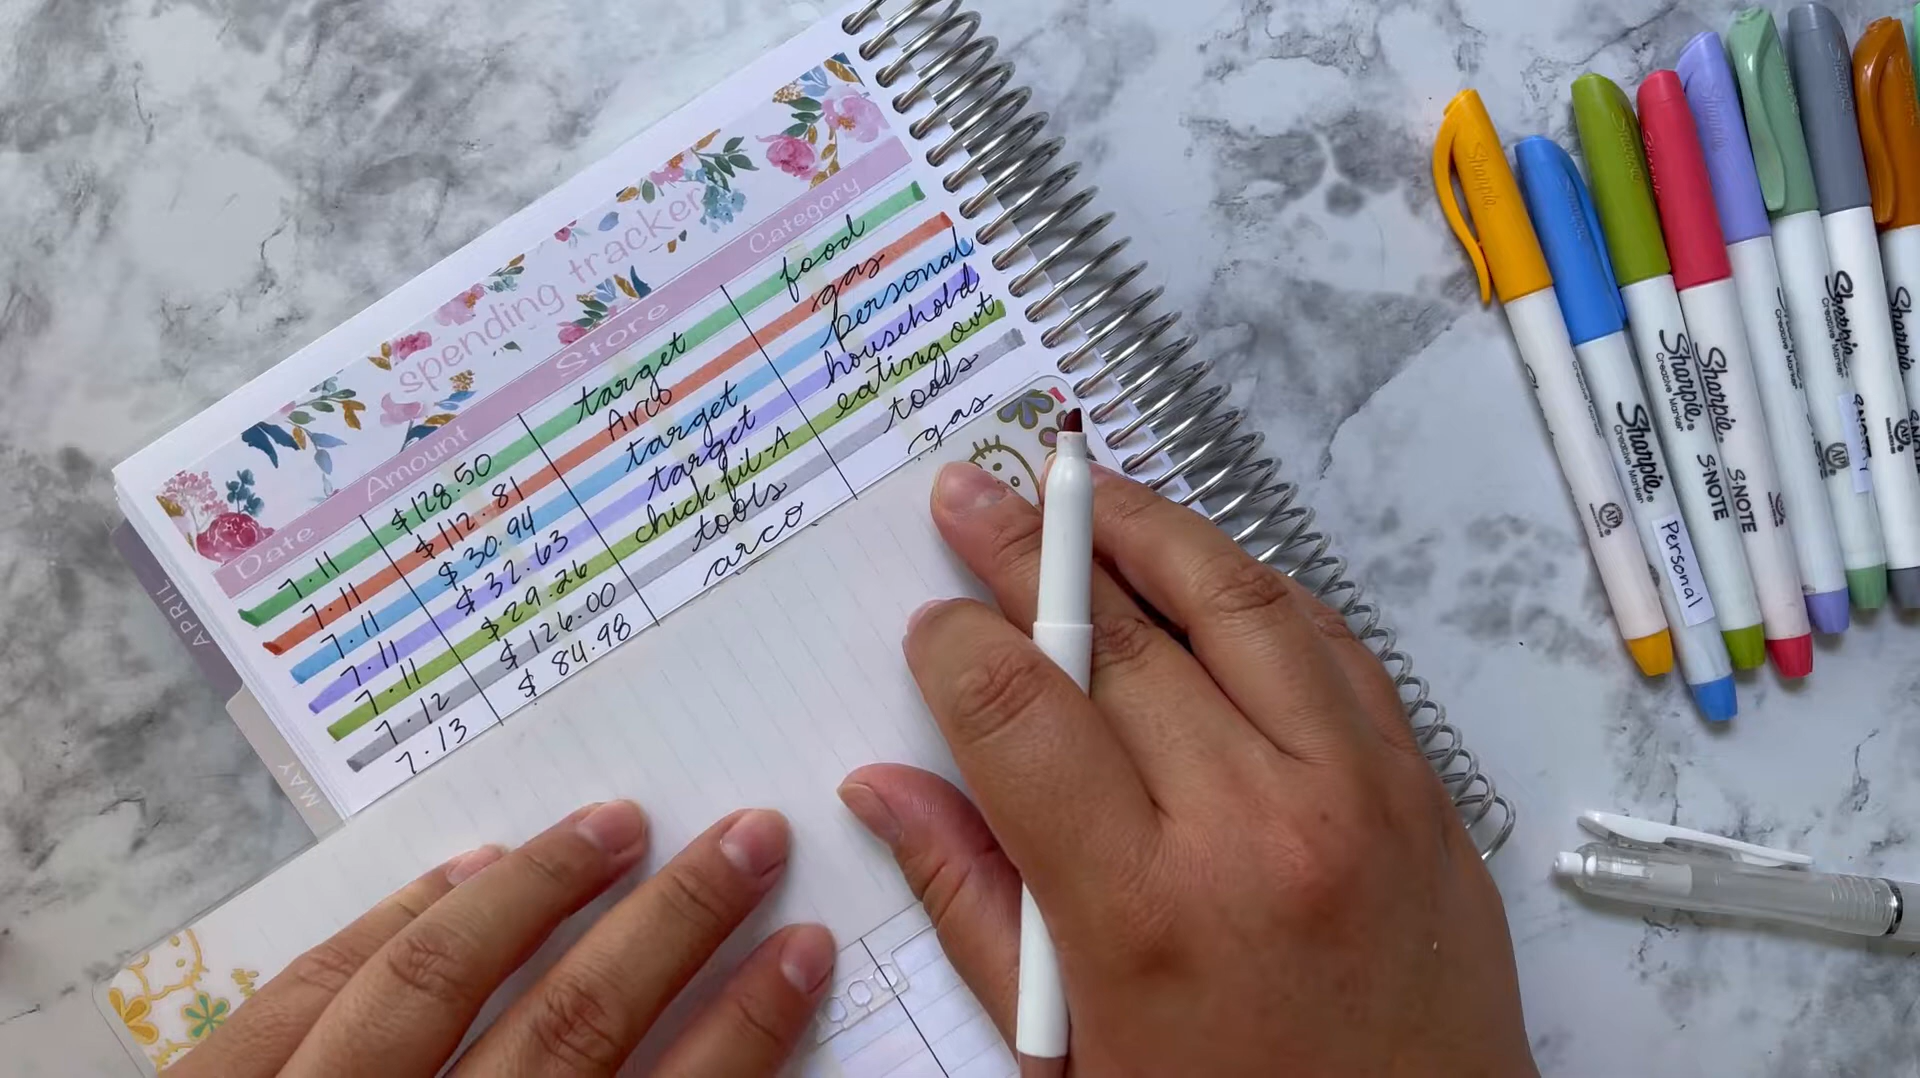 spending tracker
Date Amount Store Category
7.11 $128.50 target food
7.11 $112.81 Arco gas
7.11 $30.94 target personal
7.11 $32.63 target household
7.11 $29.26 chick fil-A eating out
7.12 $126.00 tools tools
7.13 $84.98 arco gas
APRIL
MAY
Sharpie
Sharpie
Creative Marker
Personal
Sharpie
S·NOTE
Sharpie
Creative Marker
S·NOTE
Sharpie
Creative Marker
Sharpie